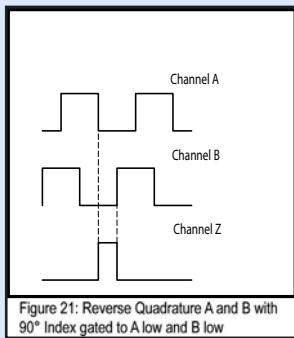 Channel A
Channel B
Channel Z
Figure 21: Reverse Quadrature A and B with
90° Index gated to A low and B low